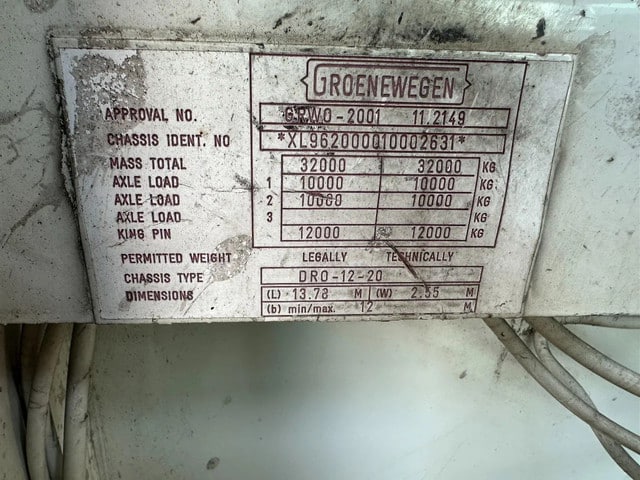 GROENEWEGEN
APPROVAL NO. GRWO-2001 11.2149
CHASSIS IDENT. NO *XL962000010002631*
MASS TOTAL 32000 32000 KG
AXLE LOAD 1 10000 10000 KG
AXLE LOAD 2 10000 10000 KG
AXLE LOAD 3 KG
KING PIN 12000 12000 KG
PERMITTED WEIGHT LEGALLY TECHNICALLY
CHASSIS TYPE DRO-12-20
DIMENSIONS (L) 13.78 M (W) 2.55 M
(b) min/max. 12 M